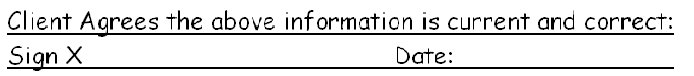 Client Agrees the above information is current and correct:
Sign X Date: